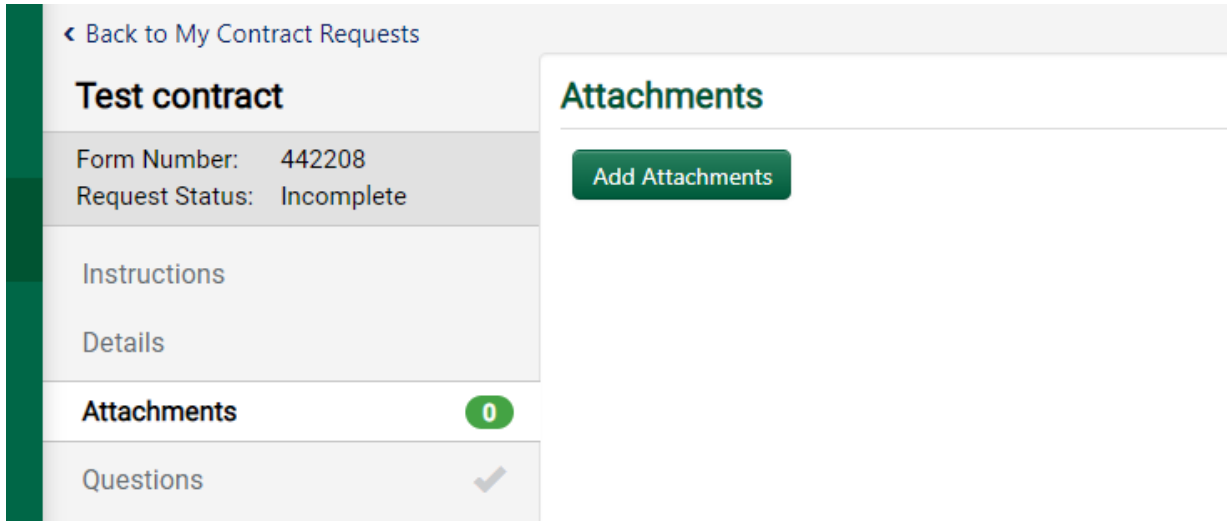 Back to My Contract Requests
Test contract
Form Number: 442208
Request Status: Incomplete
Instructions
Details
Attachments 0
Questions
Attachments
Add Attachments